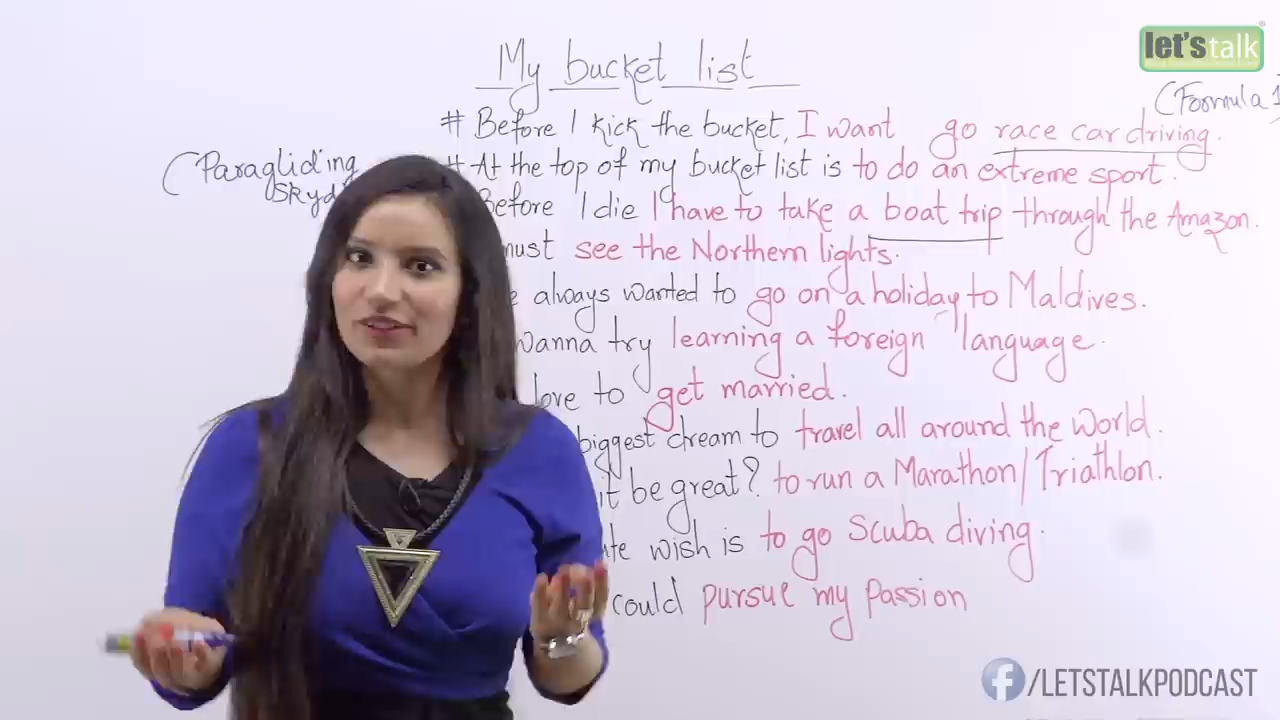 let's talk
My bucket list
(Formula 1
# Before I kick the bucket, I want go race car driving.
(Paragliding
# At the top of my bucket list is to do an extreme sport.
Before I die I have to take a boat trip through the Amazon.
must see the Northern lights.
always wanted to go on a holiday to Maldives.
wanna try learning a foreign language.
love to get married.
biggest dream to travel all around the World.
it be great? to run a Marathon/Triathlon.
wish is to go Scuba diving.
could pursue my passion
/LETSTALKPODCAST